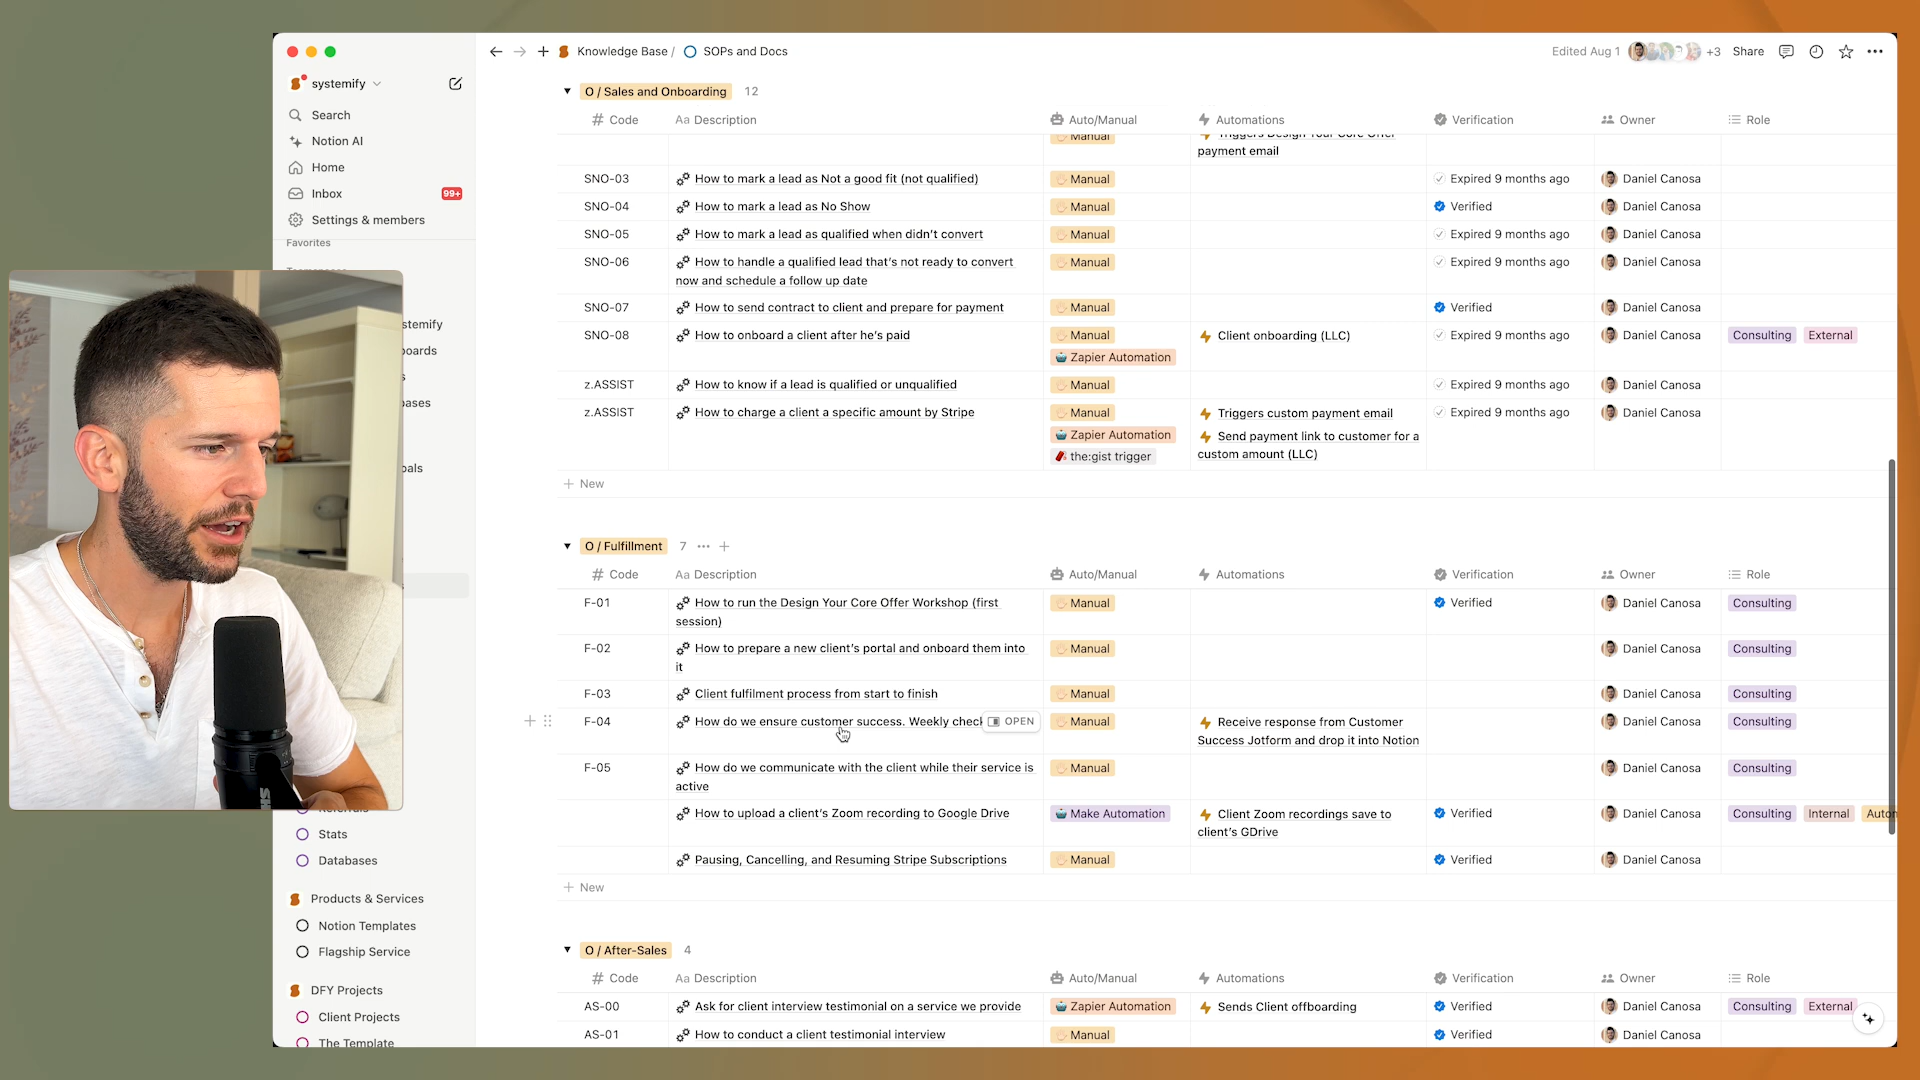 systemify
Search
Notion AI
Home
Inbox
99+
Settings & members
Favorites
stemify
oards
s
ases
oals
Stats
Databases
Products & Services
Notion Templates
Flagship Service
DFY Projects
Client Projects
The Template
Knowledge Base /
SOPs and Docs
Edited Aug 1
+3
Share
O / Sales and Onboarding
12
Code
Aa Description
Auto/Manual
Automations
Verification
Owner
Role
Manual
Triggers Design Your Core Offer
payment email
SNO-03
How to mark a lead as Not a good fit (not qualified)
Manual
Expired 9 months ago
Daniel Canosa
SNO-04
How to mark a lead as No Show
Manual
Verified
Daniel Canosa
SNO-05
How to mark a lead as qualified when didn't convert
Manual
Expired 9 months ago
Daniel Canosa
SNO-06
How to handle a qualified lead that's not ready to convert
now and schedule a follow up date
Manual
Expired 9 months ago
Daniel Canosa
SNO-07
How to send contract to client and prepare for payment
Manual
Verified
Daniel Canosa
SNO-08
How to onboard a client after he's paid
Manual
Zapier Automation
Client onboarding (LLC)
Expired 9 months ago
Daniel Canosa
Consulting
External
z.ASSIST
How to know if a lead is qualified or unqualified
Manual
Expired 9 months ago
Daniel Canosa
z.ASSIST
How to charge a client a specific amount by Stripe
Manual
Zapier Automation
the:gist trigger
Triggers custom payment email
Send payment link to customer for a
custom amount (LLC)
Expired 9 months ago
Daniel Canosa
+ New
O / Fulfillment
7
Code
Aa Description
Auto/Manual
Automations
Verification
Owner
Role
F-01
How to run the Design Your Core Offer Workshop (first
session)
Manual
Verified
Daniel Canosa
Consulting
F-02
How to prepare a new client's portal and onboard them into
it
Manual
Daniel Canosa
Consulting
F-03
Client fulfilment process from start to finish
Manual
Daniel Canosa
Consulting
F-04
How do we ensure customer success. Weekly check
OPEN
Manual
Receive response from Customer
Success Jotform and drop it into Notion
Daniel Canosa
Consulting
F-05
How do we communicate with the client while their service is
active
Manual
Daniel Canosa
Consulting
How to upload a client's Zoom recording to Google Drive
Make Automation
Client Zoom recordings save to
client's GDrive
Verified
Daniel Canosa
Consulting
Internal
Auton
Pausing, Cancelling, and Resuming Stripe Subscriptions
Manual
Verified
Daniel Canosa
+ New
O / After-Sales
4
Code
Aa Description
Auto/Manual
Automations
Verification
Owner
Role
AS-00
Ask for client interview testimonial on a service we provide
Zapier Automation
Sends Client offboarding
Verified
Daniel Canosa
Consulting
External
AS-01
How to conduct a client testimonial interview
Manual
Verified
Daniel Canosa